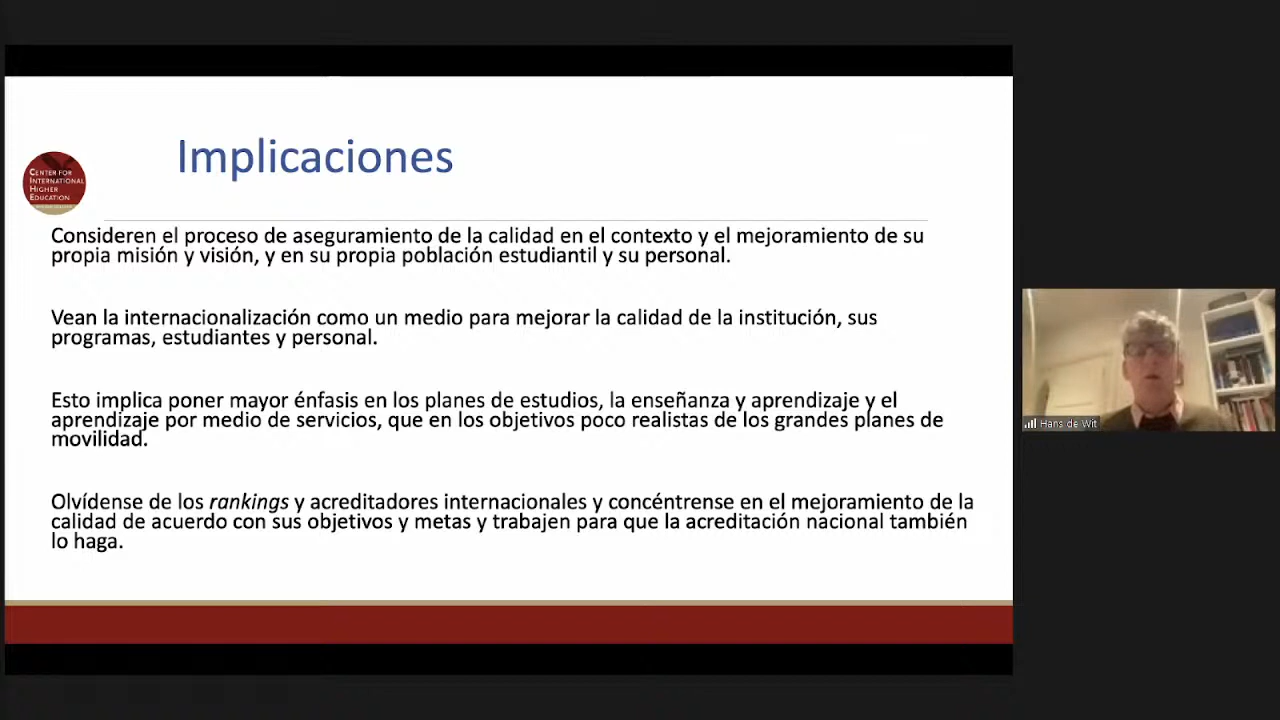 Implicaciones
CENTER FOR
INTERNATIONAL
HIGHER
EDUCATION
Consideren el proceso de aseguramiento de la calidad en el contexto y el mejoramiento de su
propia misión y visión, y en su propia población estudiantil y su personal.
Vean la internacionalización como un medio para mejorar la calidad de la institución, sus
programas, estudiantes y personal.
Esto implica poner mayor énfasis en los planes de estudios, la enseñanza y aprendizaje y el
aprendizaje por medio de servicios, que en los objetivos poco realistas de los grandes planes de
movilidad.
Olvídense de los rankings y acreditadores internacionales y concéntrense en el mejoramiento de la
calidad de acuerdo con sus objetivos y metas y trabajen para que la acreditación nacional también
lo haga.
Hans de Wit